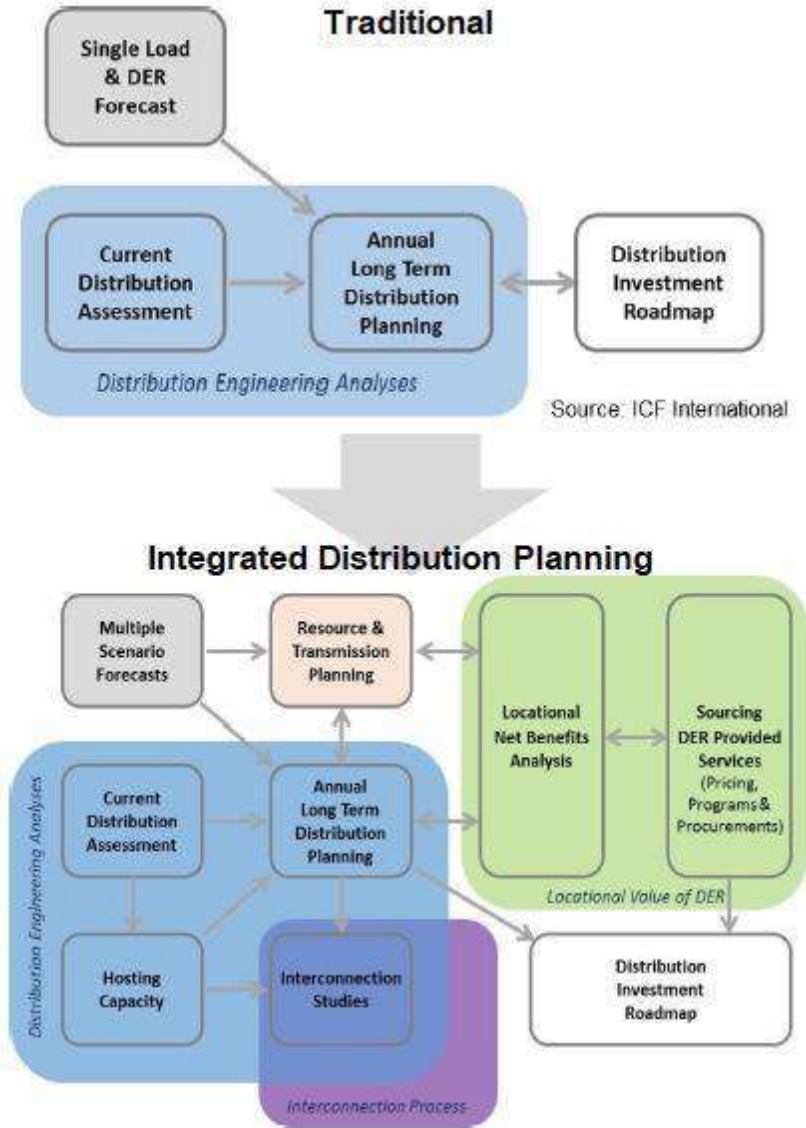 Traditional
Single Load
& DER
Forecast
Current
Distribution
Assessment
Annual
Long Term
Distribution
Planning
Distribution
Investment
Roadmap
Distribution Engineering Analyses
Source: ICF International
Integrated Distribution Planning
Multiple
Scenario
Forecasts
Resource &
Transmission
Planning
Locational
Net Benefits
Analysis
Sourcing
DER Provided
Services
(Pricing,
Programs &
Procurements)
Locational Value of DER
Distribution Engineering Analyses
Current
Distribution
Assessment
Annual
Long Term
Distribution
Planning
Hosting
Capacity
Interconnection
Studies
Distribution
Investment
Roadmap
Interconnection Process